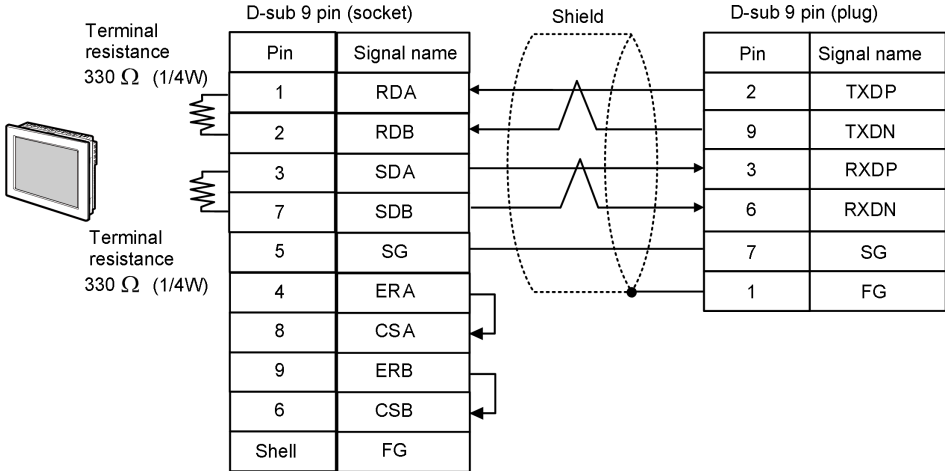 D-sub 9 pin (socket)
Shield
D-sub 9 pin (plug)
Terminal
resistance
330 Ω (1/4W)
Pin Signal name
1 RDA
2 RDB
3 SDA
7 SDB
5 SG
4 ERA
8 CSA
9 ERB
6 CSB
Shell FG
Terminal
resistance
330 Ω (1/4W)
Pin Signal name
2 TXDP
9 TXDN
3 RXDP
6 RXDN
7 SG
1 FG